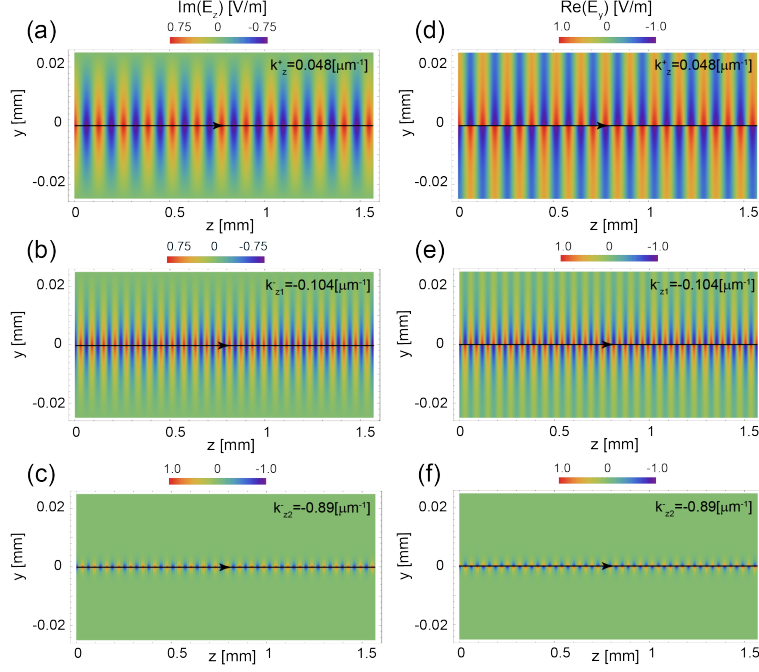 Im(E_z) [V/m]
0.75 0 -0.75
(a)
k⁺_z=0.048[μm⁻¹]
0.02
0
-0.02
y [mm]
0 0.5 1 1.5
z [mm]
Re(E_y) [V/m]
1.0 0 -1.0
(d)
k⁺_z=0.048[μm⁻¹]
0.02
0
-0.02
y [mm]
0 0.5 1 1.5
z [mm]
0.75 0 -0.75
(b)
k⁻_z1=-0.104[μm⁻¹]
0.02
0
-0.02
y [mm]
0 0.5 1 1.5
z [mm]
1.0 0 -1.0
(e)
k⁻_z1=-0.104[μm⁻¹]
0.02
0
-0.02
y [mm]
0 0.5 1 1.5
z [mm]
1.0 0 -1.0
(c)
k⁻_z2=-0.89[μm⁻¹]
0.02
0
-0.02
y [mm]
0 0.5 1 1.5
z [mm]
1.0 0 -1.0
(f)
k⁻_z2=-0.89[μm⁻¹]
0.02
0
-0.02
y [mm]
0 0.5 1 1.5
z [mm]